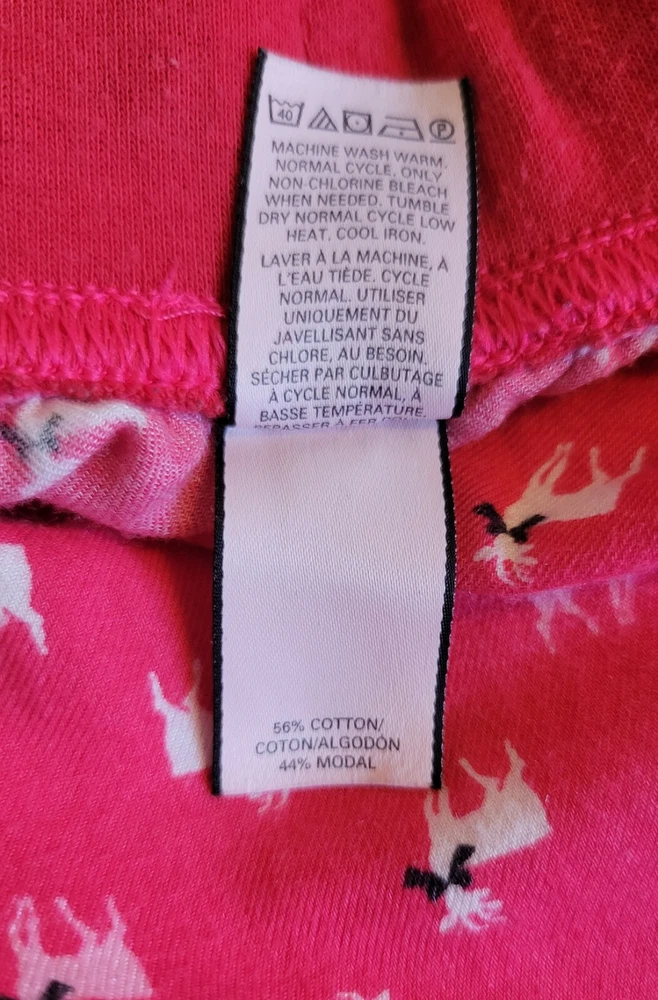 40 P
MACHINE WASH WARM.
NORMAL CYCLE. ONLY
NON-CHLORINE BLEACH
WHEN NEEDED. TUMBLE
DRY NORMAL CYCLE LOW
HEAT. COOL IRON.
LAVER À LA MACHINE, À
L'EAU TIÈDE. CYCLE
NORMAL. UTILISER
UNIQUEMENT DU
JAVELLISANT SANS
CHLORE, AU BESOIN.
SÉCHER PAR CULBUTAGE
À CYCLE NORMAL, À
BASSE TEMPÉRATURE.
REPASSER À FER
56% COTTON/
COTON/ALGODÓN
44% MODAL